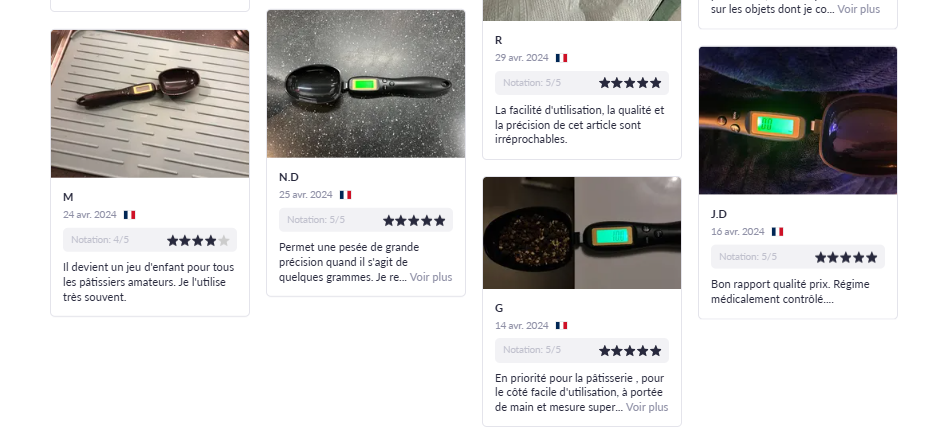 M
24 avr. 2024
Notation: 4/5
Il devient un jeu d'enfant pour tous
les pâtissiers amateurs. Je l'utilise
très souvent.
N.D
25 avr. 2024
Notation: 5/5
Permet une pesée de grande
précision quand il s'agit de
quelques grammes. Je re... Voir plus
R
29 avr. 2024
Notation: 5/5
La facilité d'utilisation, la qualité et
la précision de cet article sont
irréprochables.
G
14 avr. 2024
Notation: 5/5
En priorité pour la pâtisserie , pour
le côté facile d'utilisation, à portée
de main et mesure super... Voir plus
sur les objets dont je co... Voir plus
J.D
16 avr. 2024
Notation: 5/5
Bon rapport qualité prix. Régime
médicalement contrôlé....